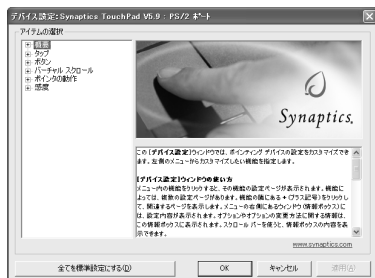 デバイス設定:Synaptics TouchPad V5.9 : PS/2 ポート
アイテムの選択
概要
タップ
ボタン
バーチャル スクロール
ポインタの動作
感度
Synaptics.
この[デバイス設定]ウィンドウでは、ポインティング デバイスの設定をカスタマイズでき
ます。左側のメニューからカスタマイズしたい機能を指定します。
[デバイス設定]ウィンドウの使い方
メニュー内の機能をクリックすると、その機能の設定ページが表示されます。機能に
よっては、複数の設定ページがあります。機能の横にある + (プラス記号)をクリックし
て、関連するページを表示します。メニューの右側にあるウィンドウ(情報ボックス)に
は、設定内容が表示されます。オプションやオプションの変更方法に関する情報は、
この情報ボックスに表示されます。スクロール バーを使うと、情報ボックスの内容を表
示できます。
www.synaptics.com
全てを標準設定にする(D)
OK
キャンセル
適用(A)